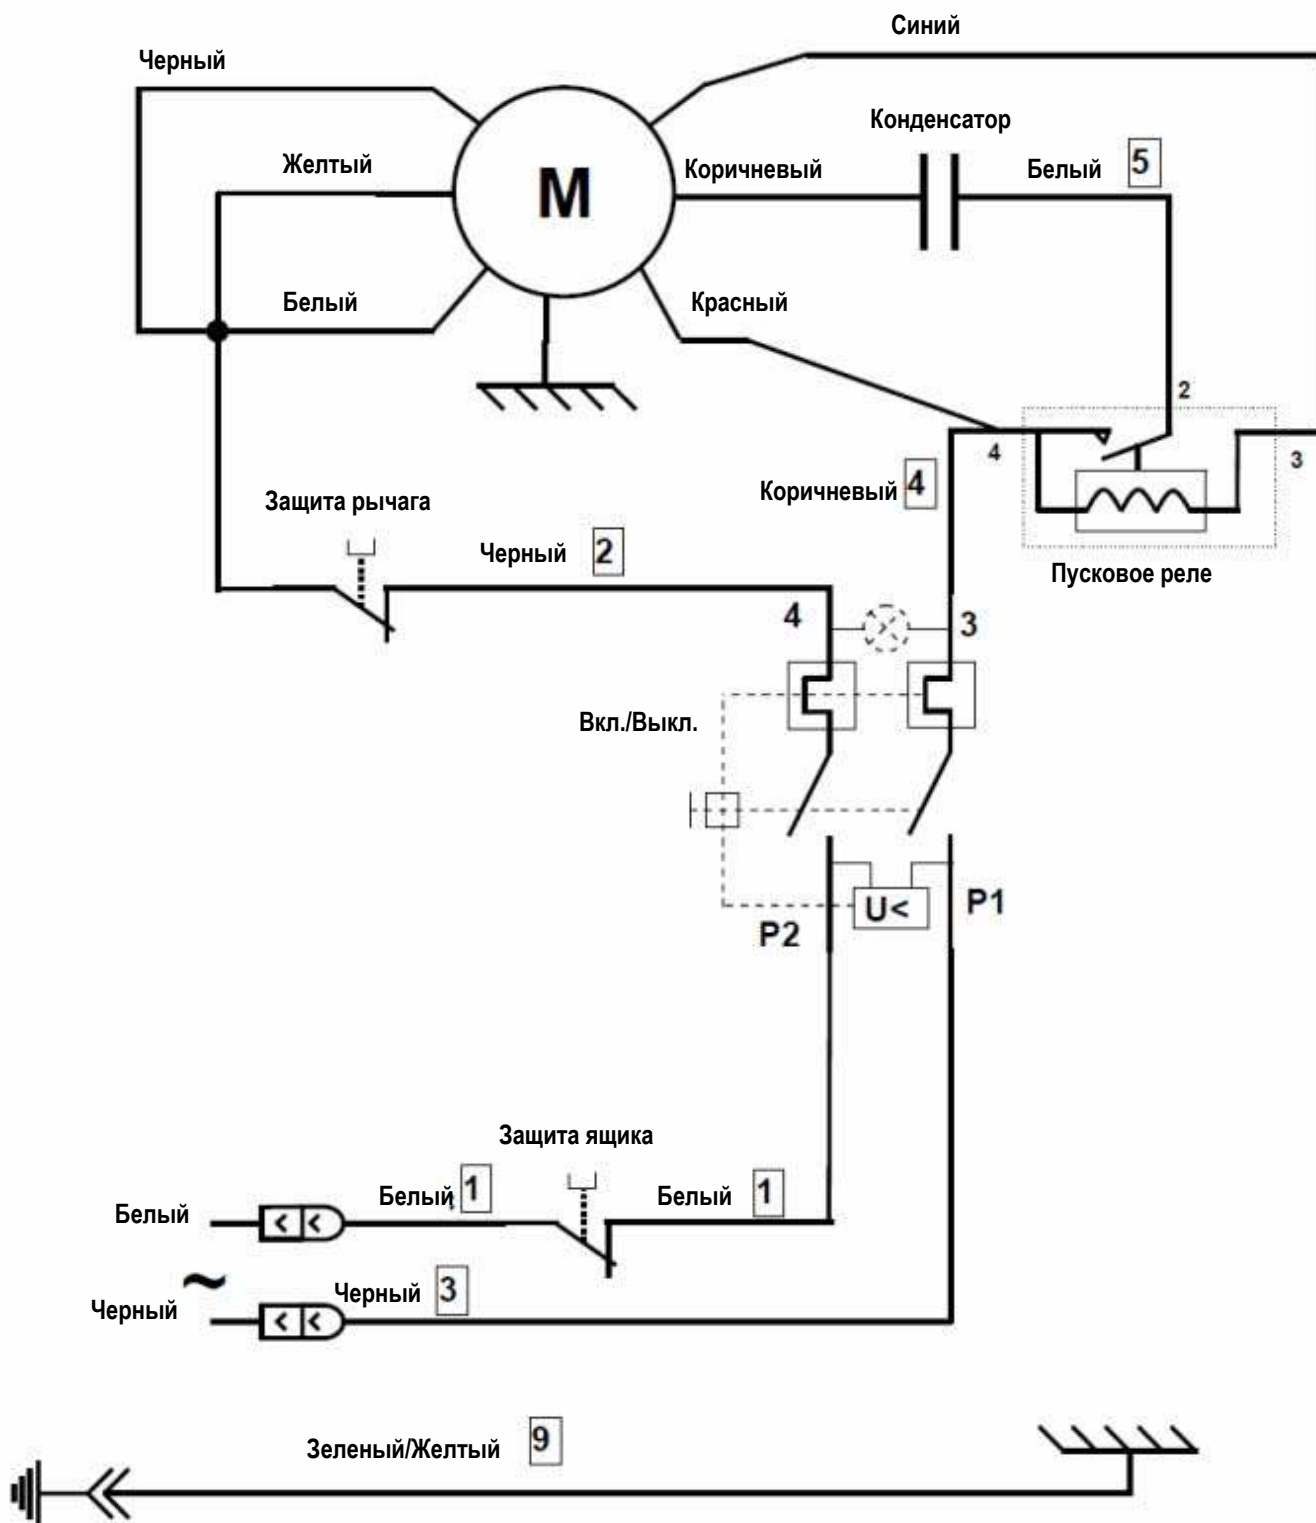 Синий
Черный
Конденсатор
Желтый
M
Коричневый
Белый 5
Белый
Красный
2
4
3
Коричневый 4
Защита рычага
Черный 2
Пусковое реле
4
3
Вкл./Выкл.
U<
P1
P2
Защита ящика
Белый 1
Белый 1
Белый
~
Черный 3
Черный
Зеленый/Желтый 9